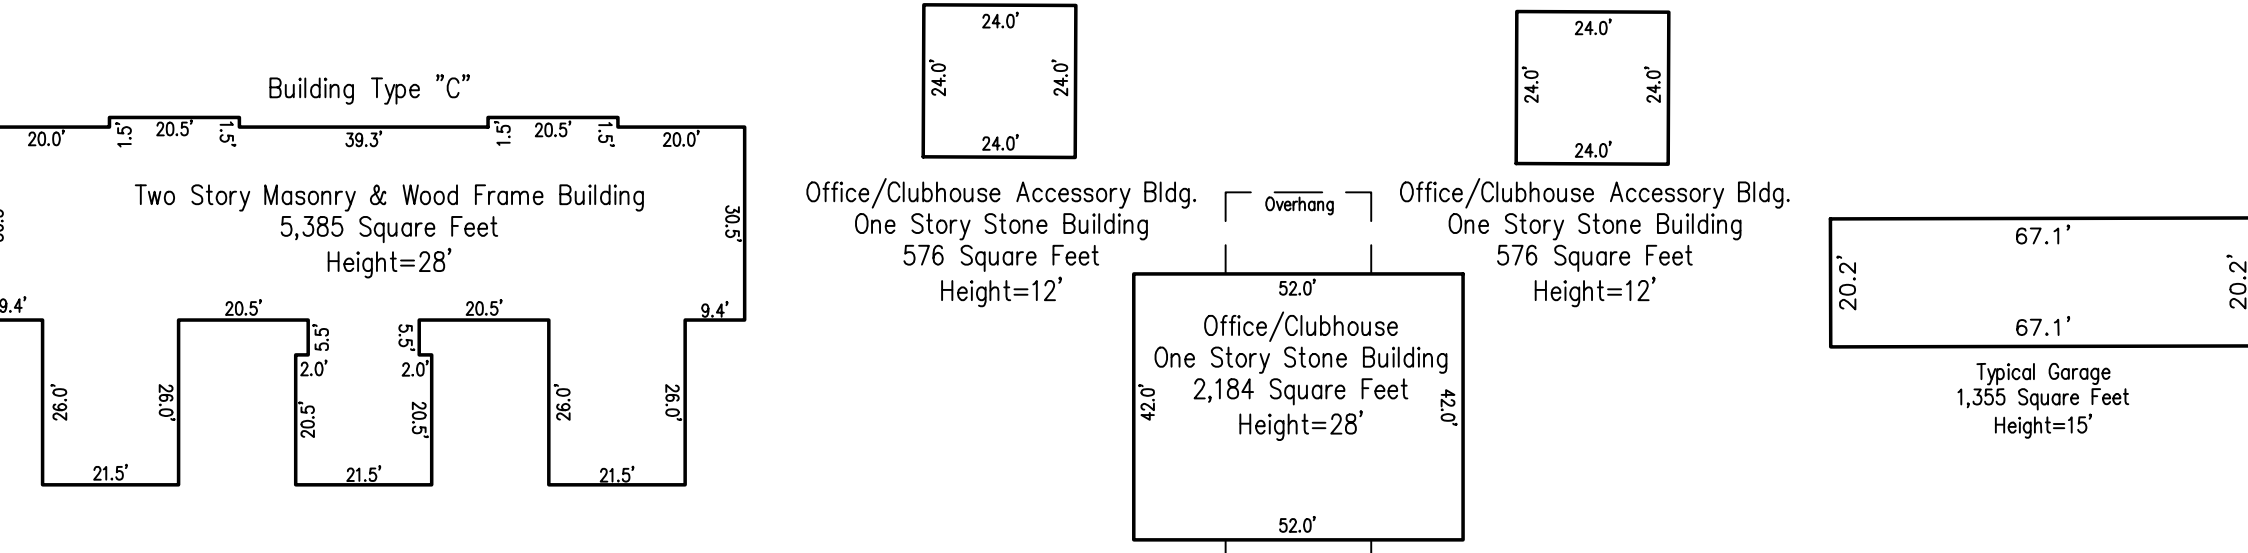 Building Type "C"
20.0'
1.5'
20.5'
1.5'
39.3'
1.5'
20.5'
1.5'
20.0'
Two Story Masonry & Wood Frame Building
5,385 Square Feet
Height=28'
30.5'
9.4'
20.5'
20.5'
9.4'
5.5'
5.5'
2.0'
2.0'
26.0'
26.0'
20.5'
20.5'
26.0'
26.0'
21.5'
21.5'
21.5'
24.0'
24.0'
24.0'
24.0'
Office/Clubhouse Accessory Bldg.
One Story Stone Building
576 Square Feet
Height=12'
Overhang
52.0'
Office/Clubhouse
One Story Stone Building
2,184 Square Feet
Height=28'
42.0'
42.0'
52.0'
24.0'
24.0'
24.0'
24.0'
Office/Clubhouse Accessory Bldg.
One Story Stone Building
576 Square Feet
Height=12'
67.1'
20.2'
20.2'
67.1'
Typical Garage
1,355 Square Feet
Height=15'